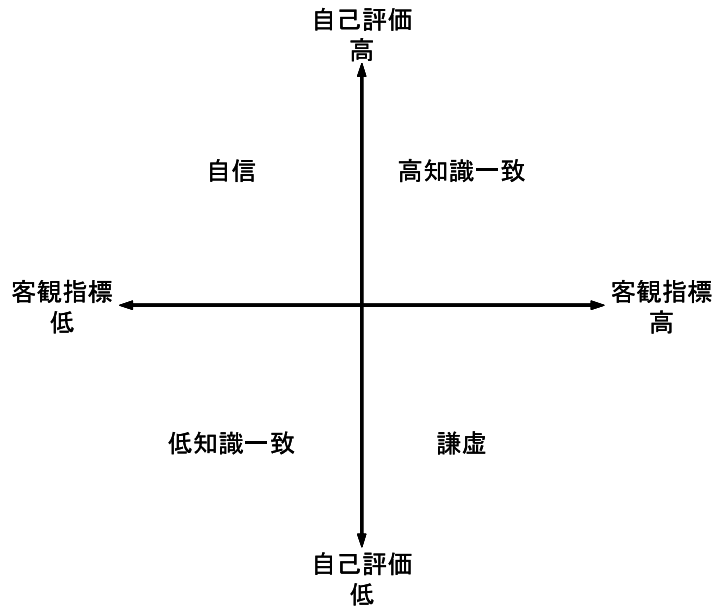 自己評価
高
自信
高知識一致
客観指標
低
客観指標
高
低知識一致
謙虚
自己評価
低